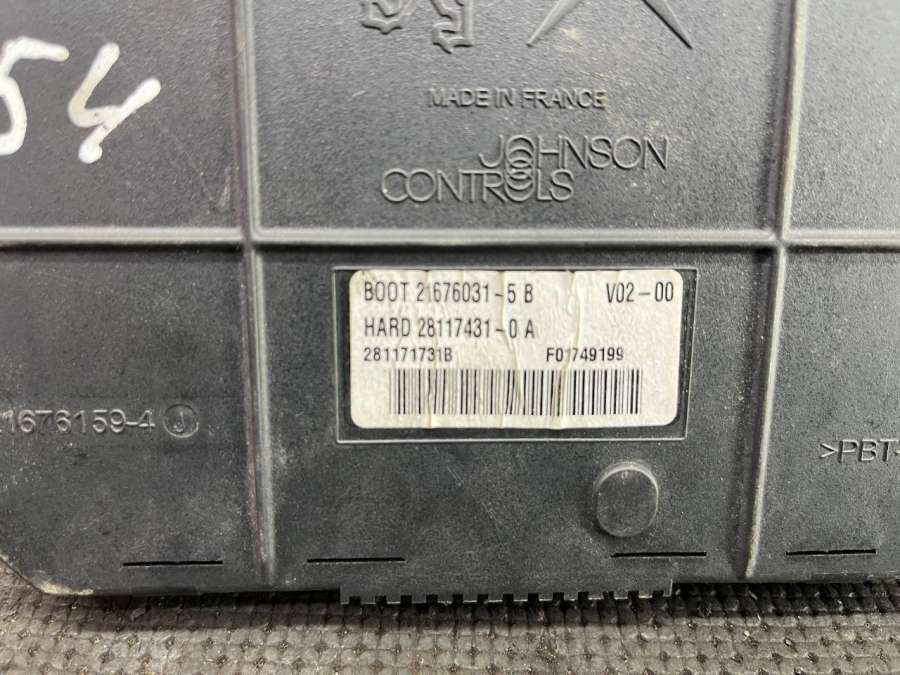 54
MADE IN FRANCE
JOHNSON
CONTROLS
BOOT 21676031-5 B V02-00
HARD 28117431-0 A
281171731B F01749199
1676159-4 J
>PBT-